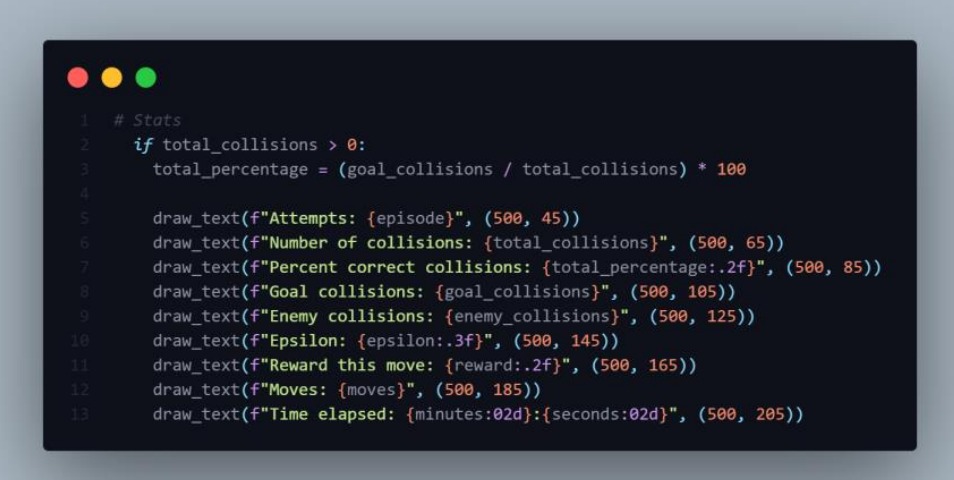 1 # Stats
2 if total_collisions > 0:
3 total_percentage = (goal_collisions / total_collisions) * 100
4
5 draw_text(f"Attempts: {episode}", (500, 45))
6 draw_text(f"Number of collisions: {total_collisions}", (500, 65))
7 draw_text(f"Percent correct collisions: {total_percentage:.2f}", (500, 85))
8 draw_text(f"Goal collisions: {goal_collisions}", (500, 105))
9 draw_text(f"Enemy collisions: {enemy_collisions}", (500, 125))
10 draw_text(f"Epsilon: {epsilon:.3f}", (500, 145))
11 draw_text(f"Reward this move: {reward:.2f}", (500, 165))
12 draw_text(f"Moves: {moves}", (500, 185))
13 draw_text(f"Time elapsed: {minutes:02d}:{seconds:02d}", (500, 205))